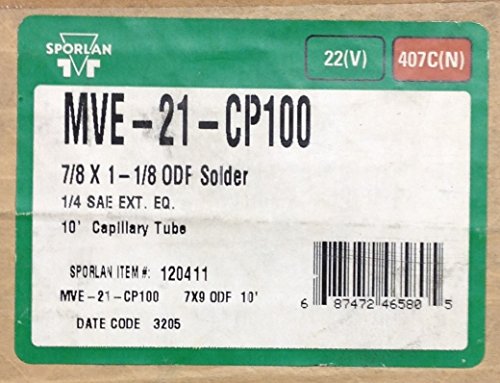 SPORLAN
22(V) 407C(N)
MVE-21-CP100
7/8 X 1-1/8 ODF Solder
1/4 SAE EXT. EQ.
10' Capillary Tube
SPORLAN ITEM #: 120411
MVE-21-CP100 7X9 ODF 10'
DATE CODE 3205
6 87472 46580 5